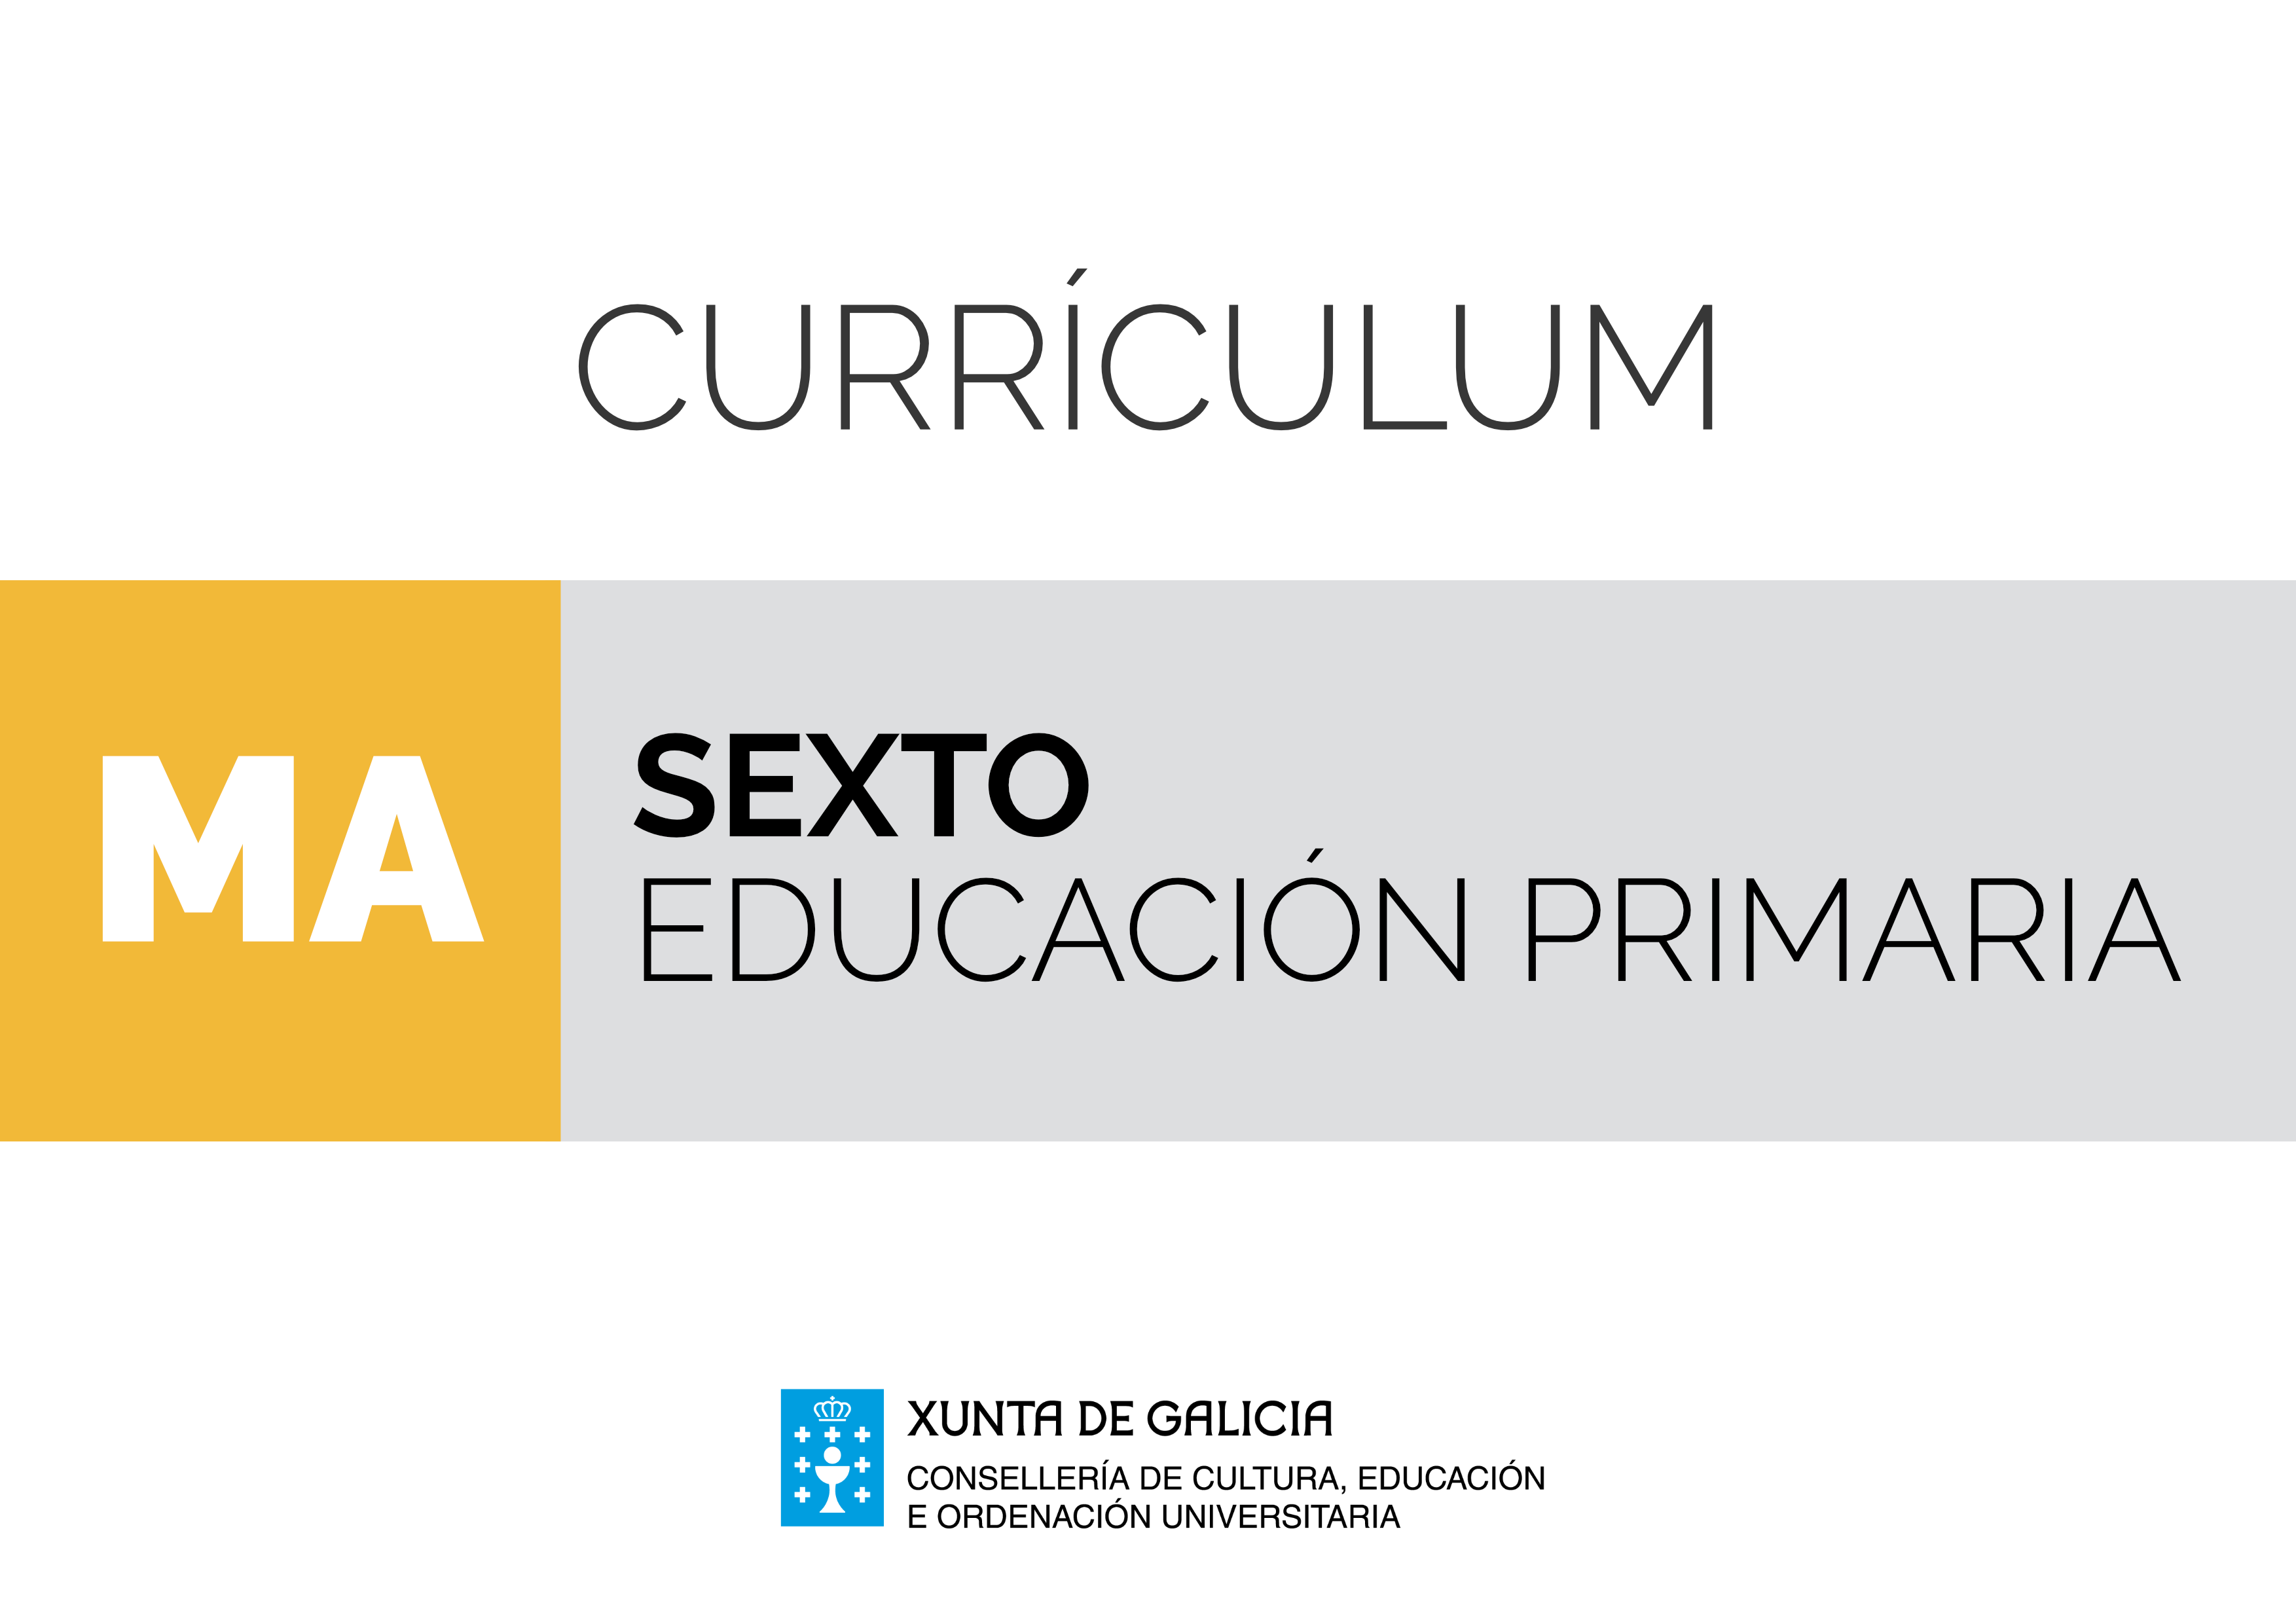 CURRÍCULUM
MA
SEXTO
EDUCACIÓN PRIMARIA
XUNTA DE GALICIA
CONSELLERÍA DE CULTURA, EDUCACIÓN
E ORDENACIÓN UNIVERSITARIA